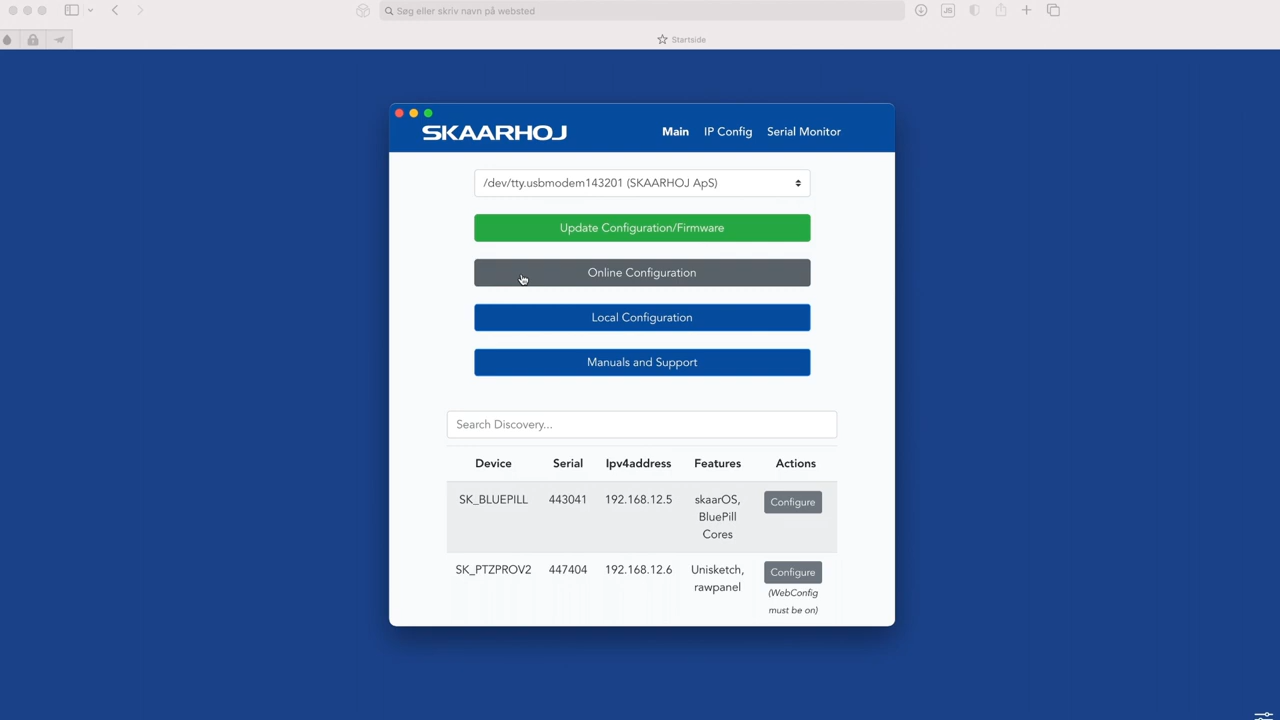 Søg eller skriv navn på websted
JS
Startside
SKAARHOJ
Main IP Config Serial Monitor
/dev/tty.usbmodem143201 (SKAARHOJ ApS)
Update Configuration/Firmware
Online Configuration
Local Configuration
Manuals and Support
Search Discovery...
Device Serial Ipv4address Features Actions
SK_BLUEPILL 443041 192.168.12.5 skaarOS, Configure
BluePill
Cores
SK_PTZPROV2 447404 192.168.12.6 Unisketch, Configure
rawpanel (WebConfig
must be on)